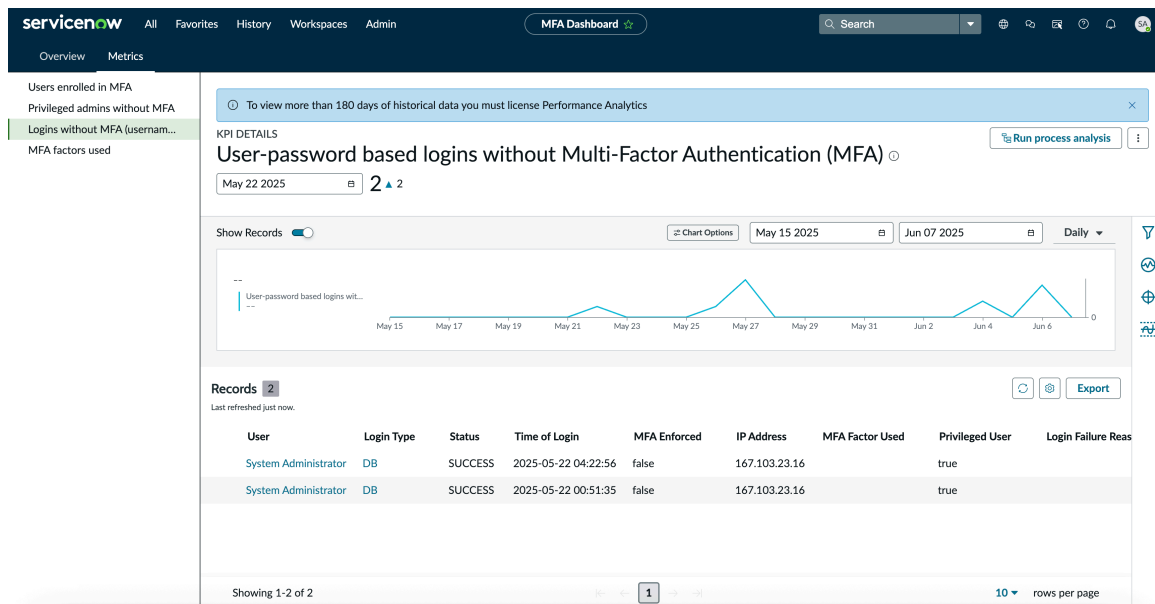 servicenow All Favorites History Workspaces Admin MFA Dashboard Search SA
Overview Metrics
Users enrolled in MFA
Privileged admins without MFA
Logins without MFA (usernam...
MFA factors used
To view more than 180 days of historical data you must license Performance Analytics
KPI DETAILS
User-password based logins without Multi-Factor Authentication (MFA)
Run process analysis
May 22 2025 2 ▲ 2
Show Records Chart Options May 15 2025 Jun 07 2025 Daily
--
User-password based logins wit...
--
0
May 15 May 17 May 19 May 21 May 23 May 25 May 27 May 29 May 31 Jun 2 Jun 4 Jun 6
Records 2 Export
Last refreshed just now.
User Login Type Status Time of Login MFA Enforced IP Address MFA Factor Used Privileged User Login Failure Reas
System Administrator DB SUCCESS 2025-05-22 04:22:56 false 167.103.23.16 true
System Administrator DB SUCCESS 2025-05-22 00:51:35 false 167.103.23.16 true
Showing 1-2 of 2 1 10 rows per page